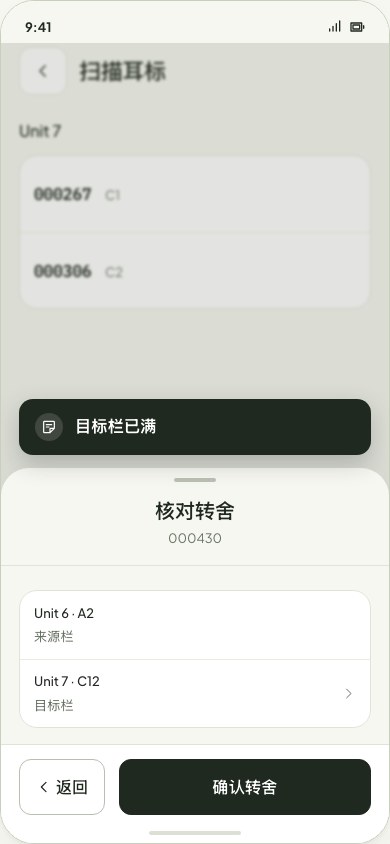 9:41
扫描耳标
Unit 7
000267 C1
000306 C2
目标栏已满
核对转舍
000430
Unit 6 · A2
来源栏
Unit 7 · C12
目标栏
返回
确认转舍